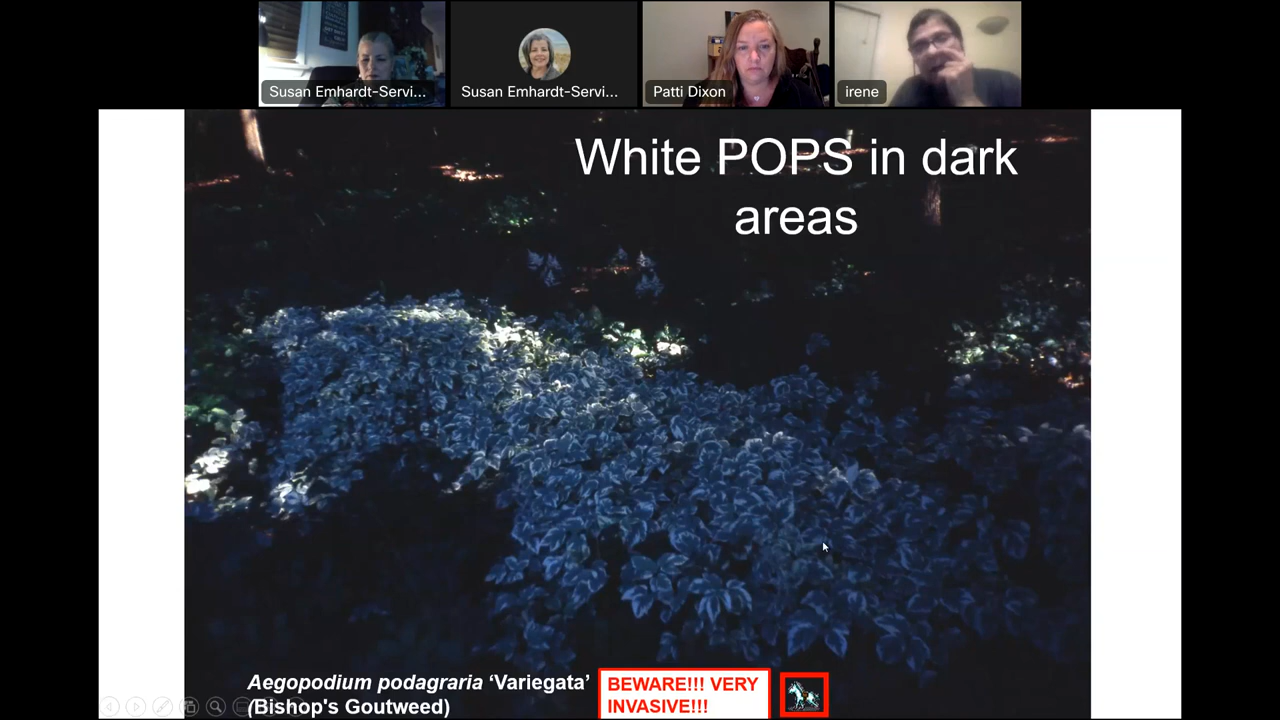 Susan Emhardt-Servi...
Susan Emhardt-Servi...
Patti Dixon
irene
White POPS in dark
areas
Aegopodium podagraria ‘Variegata’
(Bishop's Goutweed)
BEWARE!!! VERY
INVASIVE!!!